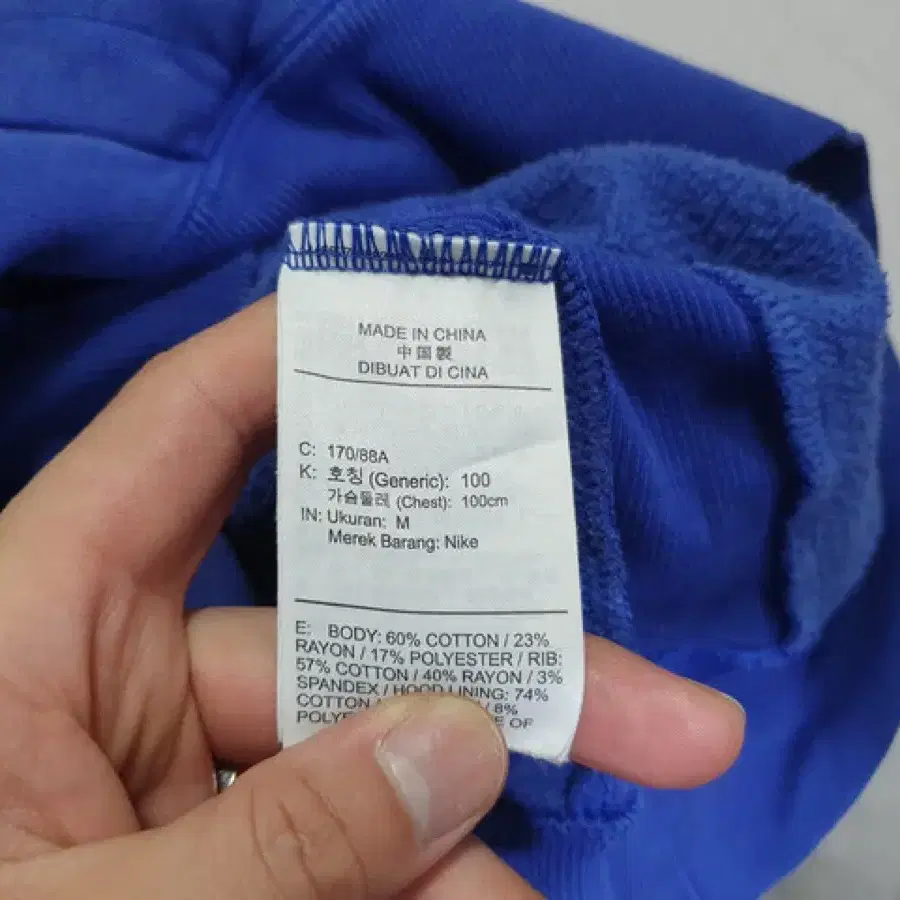 MADE IN CHINA
中国製
DIBUAT DI CINA
C: 170/88A
K: 호칭 (Generic): 100
가슴둘레 (Chest): 100cm
IN: Ukuran: M
Merek Barang: Nike
E: BODY: 60% COTTON / 23%
RAYON / 17% POLYESTER / RIB:
57% COTTON / 40% RAYON / 3%
SPANDEX / HOOD LINING: 74%
COTTON / 8%
OF